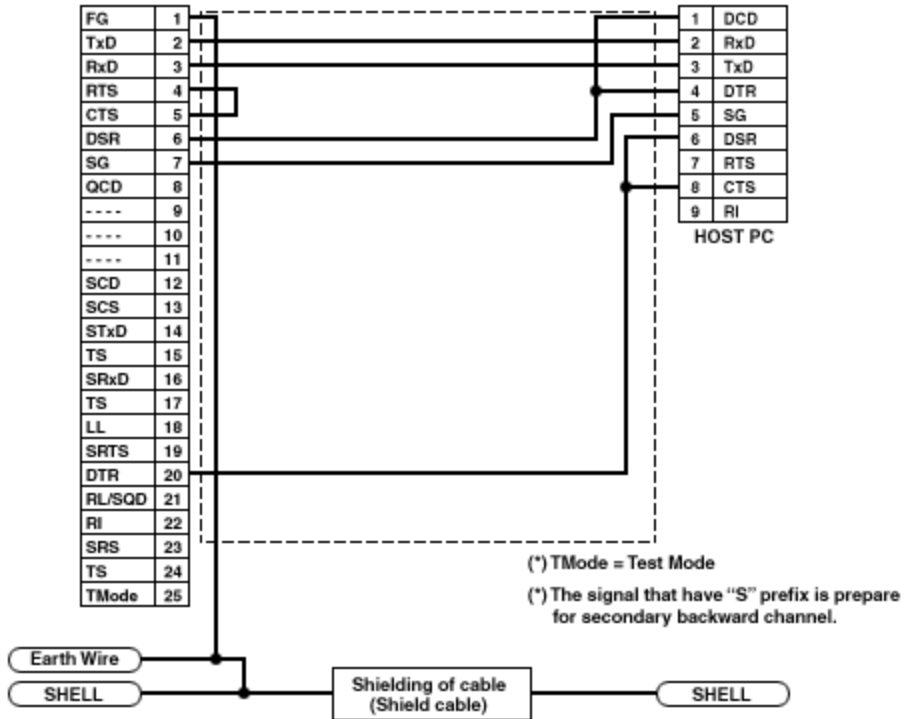 FG 1
TxD 2
RxD 3
RTS 4
CTS 5
DSR 6
SG 7
QCD 8
---- 9
---- 10
---- 11
SCD 12
SCS 13
STxD 14
TS 15
SRxD 16
TS 17
LL 18
SRTS 19
DTR 20
RL/SQD 21
RI 22
SRS 23
TS 24
TMode 25
1 DCD
2 RxD
3 TxD
4 DTR
5 SG
6 DSR
7 RTS
8 CTS
9 RI
HOST PC
(*) TMode = Test Mode
(*) The signal that have “S” prefix is prepare
for secondary backward channel.
Earth Wire
SHELL
Shielding of cable
(Shield cable)
SHELL